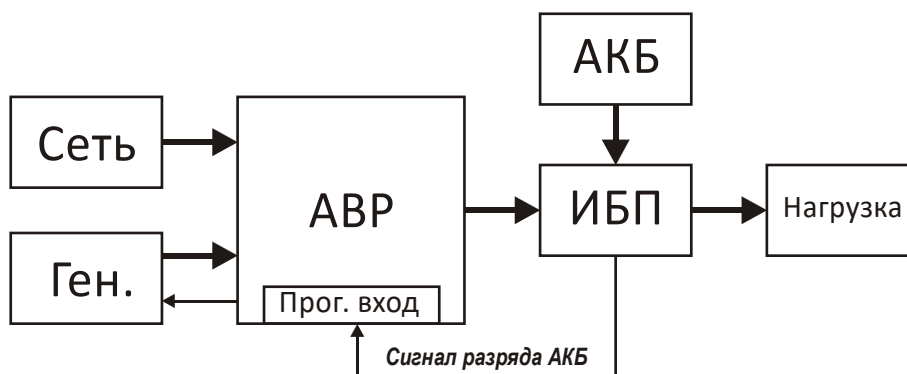 АКБ
Сеть
АВР
ИБП
Нагрузка
Ген.
Прог. вход
Сигнал разряда АКБ